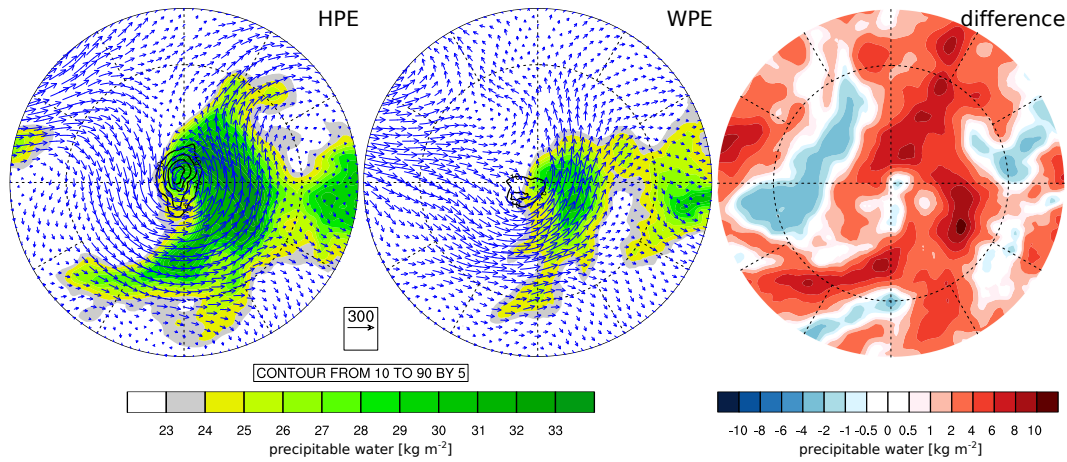 HPE
WPE
difference
300
CONTOUR FROM 10 TO 90 BY 5
23 24 25 26 27 28 29 30 31 32 33
precipitable water [kg m-2]
-10 -8 -6 -4 -2 -1 -0.5 0 0.5 1 2 4 6 8 10
precipitable water [kg m-2]